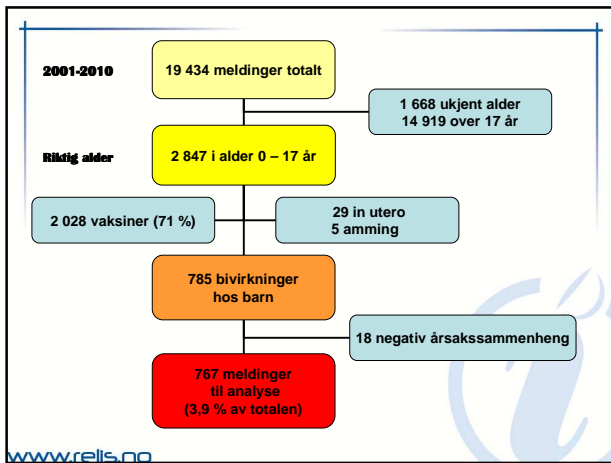 2001-2010
19 434 meldinger totalt
1 668 ukjent alder
14 919 over 17 år
Riktig alder
2 847 i alder 0 – 17 år
2 028 vaksiner (71 %)
29 in utero
5 amming
785 bivirkninger
hos barn
18 negativ årsakssammenheng
767 meldinger
til analyse
(3,9 % av totalen)
www.relis.no